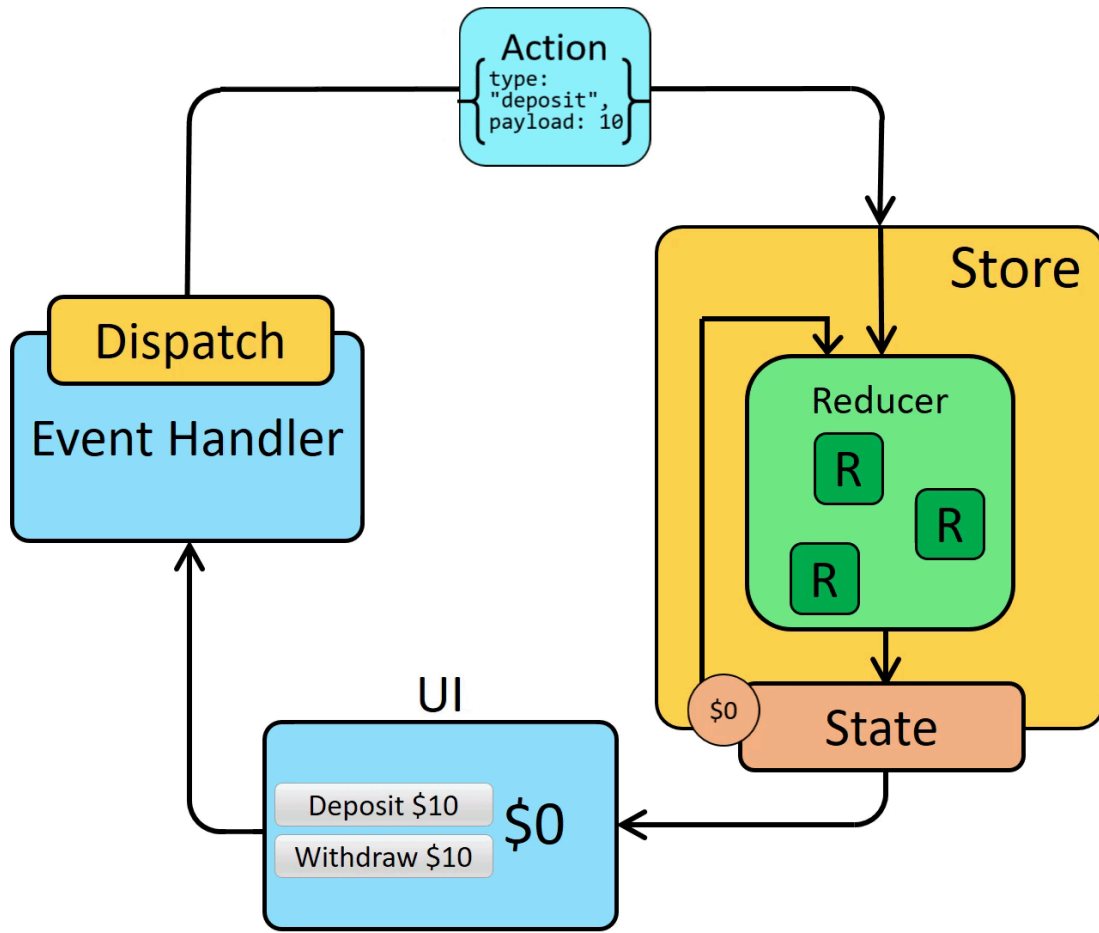 Action
{ type:
"deposit",
payload: 10 }
Store
Dispatch
Event Handler
Reducer
R
R
R
$0
State
UI
Deposit $10
Withdraw $10
$0